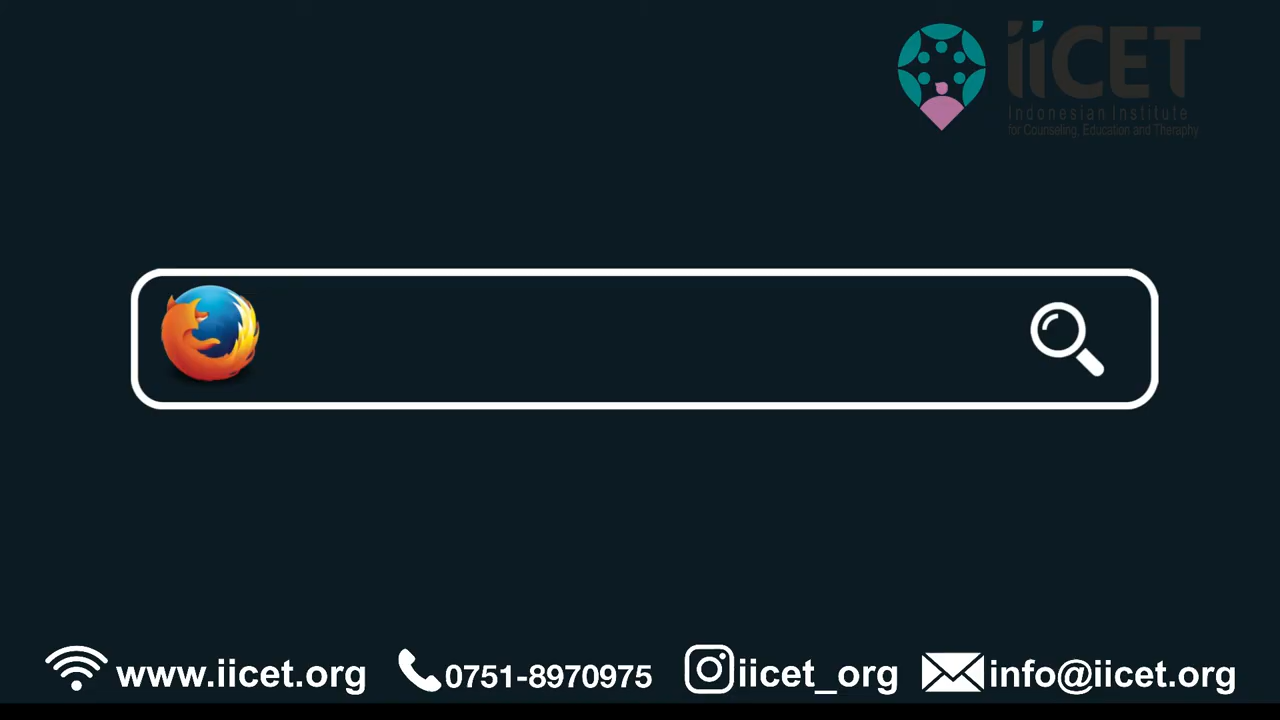 iiCET
Indonesian Institute
for Counseling, Education and Theraphy
www.iicet.org 0751-8970975 iicet_org info@iicet.org